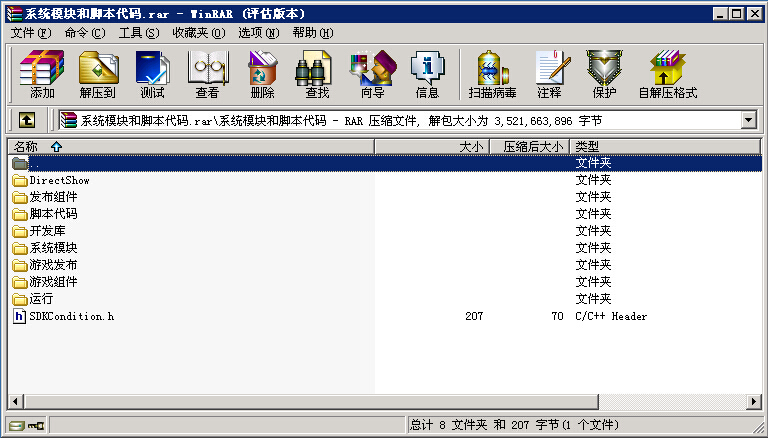 系统模块和脚本代码.rar - WinRAR (评估版本)
文件(F) 命令(C) 工具(S) 收藏夹(O) 选项(N) 帮助(H)
添加 解压到 测试 查看 删除 查找 向导 信息 扫描病毒 注释 保护 自解压格式
系统模块和脚本代码.rar\系统模块和脚本代码 - RAR 压缩文件, 解包大小为 3,521,663,896 字节
名称 大小 压缩后大小 类型
.. 文件夹
DirectShow 文件夹
发布组件 文件夹
脚本代码 文件夹
开发库 文件夹
系统模块 文件夹
游戏发布 文件夹
游戏组件 文件夹
运行 文件夹
SDKCondition.h 207 70 C/C++ Header
总计 8 文件夹 和 207 字节(1 个文件)